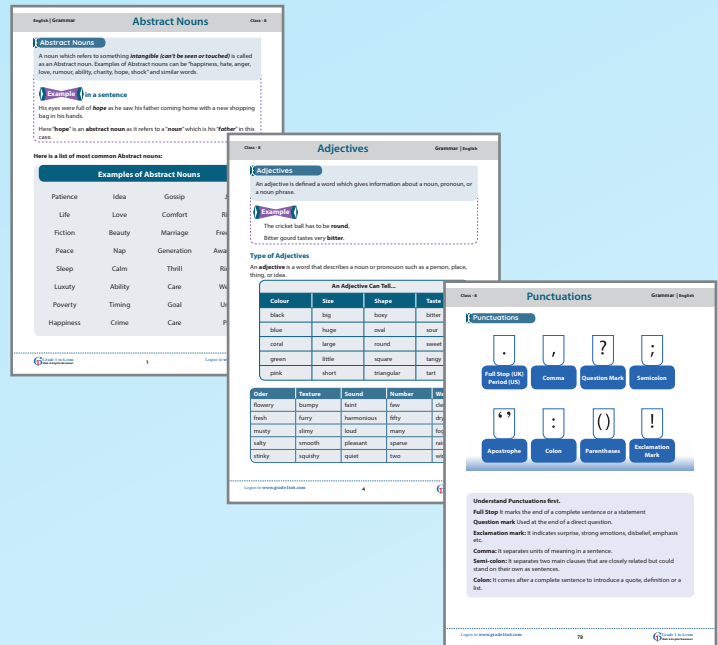 English | Grammar
Abstract Nouns
Class - 8
Abstract Nouns
A noun which refers to something intangible (can't be seen or touched) is called
as an Abstract noun. Examples of Abstract nouns can be "happiness, hate, anger,
love, rumour, ability, charity, hope, shock" and similar words.
Example in a sentence
His eyes were full of hope as he saw his father coming home with a new shopping
bag in his hands.
Here "hope" is an abstract noun as it refers to a "noun" which is his "father" in this
case.
Here is a list of most common Abstract nouns:
Examples of Abstract Nouns
Patience Idea Gossip
Life Love Comfort
Fiction Beauty Marriage
Peace Nap Generation
Sleep Calm Thrill
Luxuty Ability Care
Poverty Timing Goal
Happiness Crime Care
Grade 1 to 6.com
1
Logon to
Class - 8
Adjectives
Grammar | English
Adjectives
An adjective is defined a word which gives information about a noun, pronoun, or
a noun phrase.
Example
The cricket ball has to be round,
Bitter gourd tastes very bitter.
Type of Adjectives
An adjective is a word that describes a noun or pronooun such as a person, place,
thing, or idea.
An Adjective Can Tell...
Colour Size Shape Taste
black big boxy bitter
blue huge oval sour
coral large round sweet
green little square tangy
pink short triangular tart
Oder Texture Sound Number
flowery bumpy faint few
fresh furry harmonious fifty
musty slimy loud many
salty smooth pleasant sparse
stinky squishy quiet two
Logon to www.grade1to6.com
4
Class - 8
Punctuations
Grammar | English
Punctuations
. , ? ;
Full Stop (UK)
Period (US)
Comma
Question Mark
Semicolon
‘ ’ : ( ) !
Apostrophe
Colon
Parentheses
Exclamation
Mark
Understand Punctuations first.
Full Stop It marks the end of a complete sentence or a statement
Question mark Used at the end of a direct question.
Exclamation mark: It indicates surprise, strong emotions, disbelief, emphasis
etc.
Comma: It separates units of meaning in a sentence.
Semi-colon: It separates two main clauses that are closely related but could
stand on their own as sentences.
Colon: It comes after a complete sentence to introduce a quote, definition or a
list.
Logon to www.grade1to6.com
78
Grade 1 to 6.com